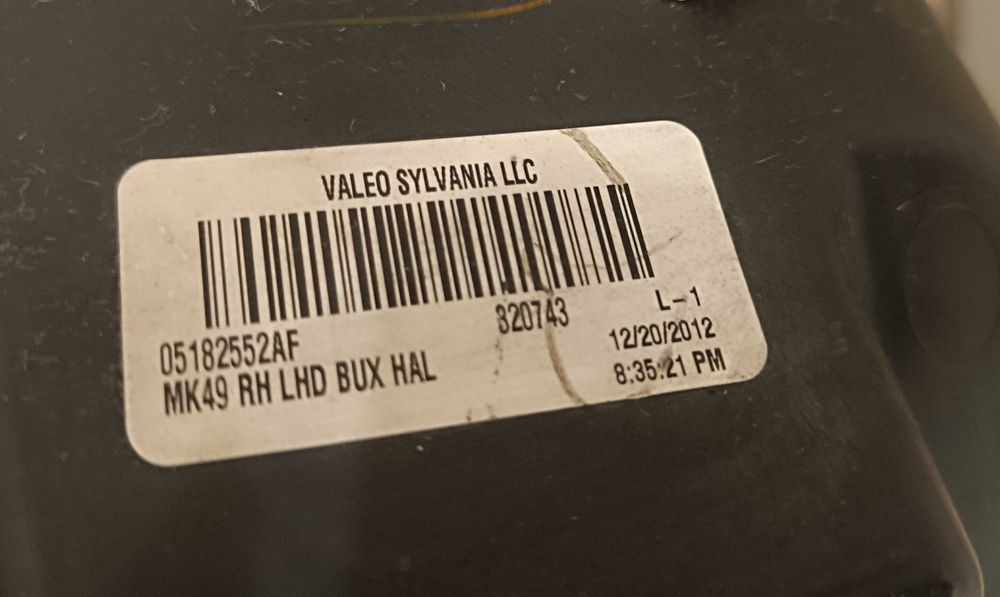 VALEO SYLVANIA LLC
820743
L-1
05182552AF
12/20/2012
MK49 RH LHD BUX HAL
8:35:21 PM